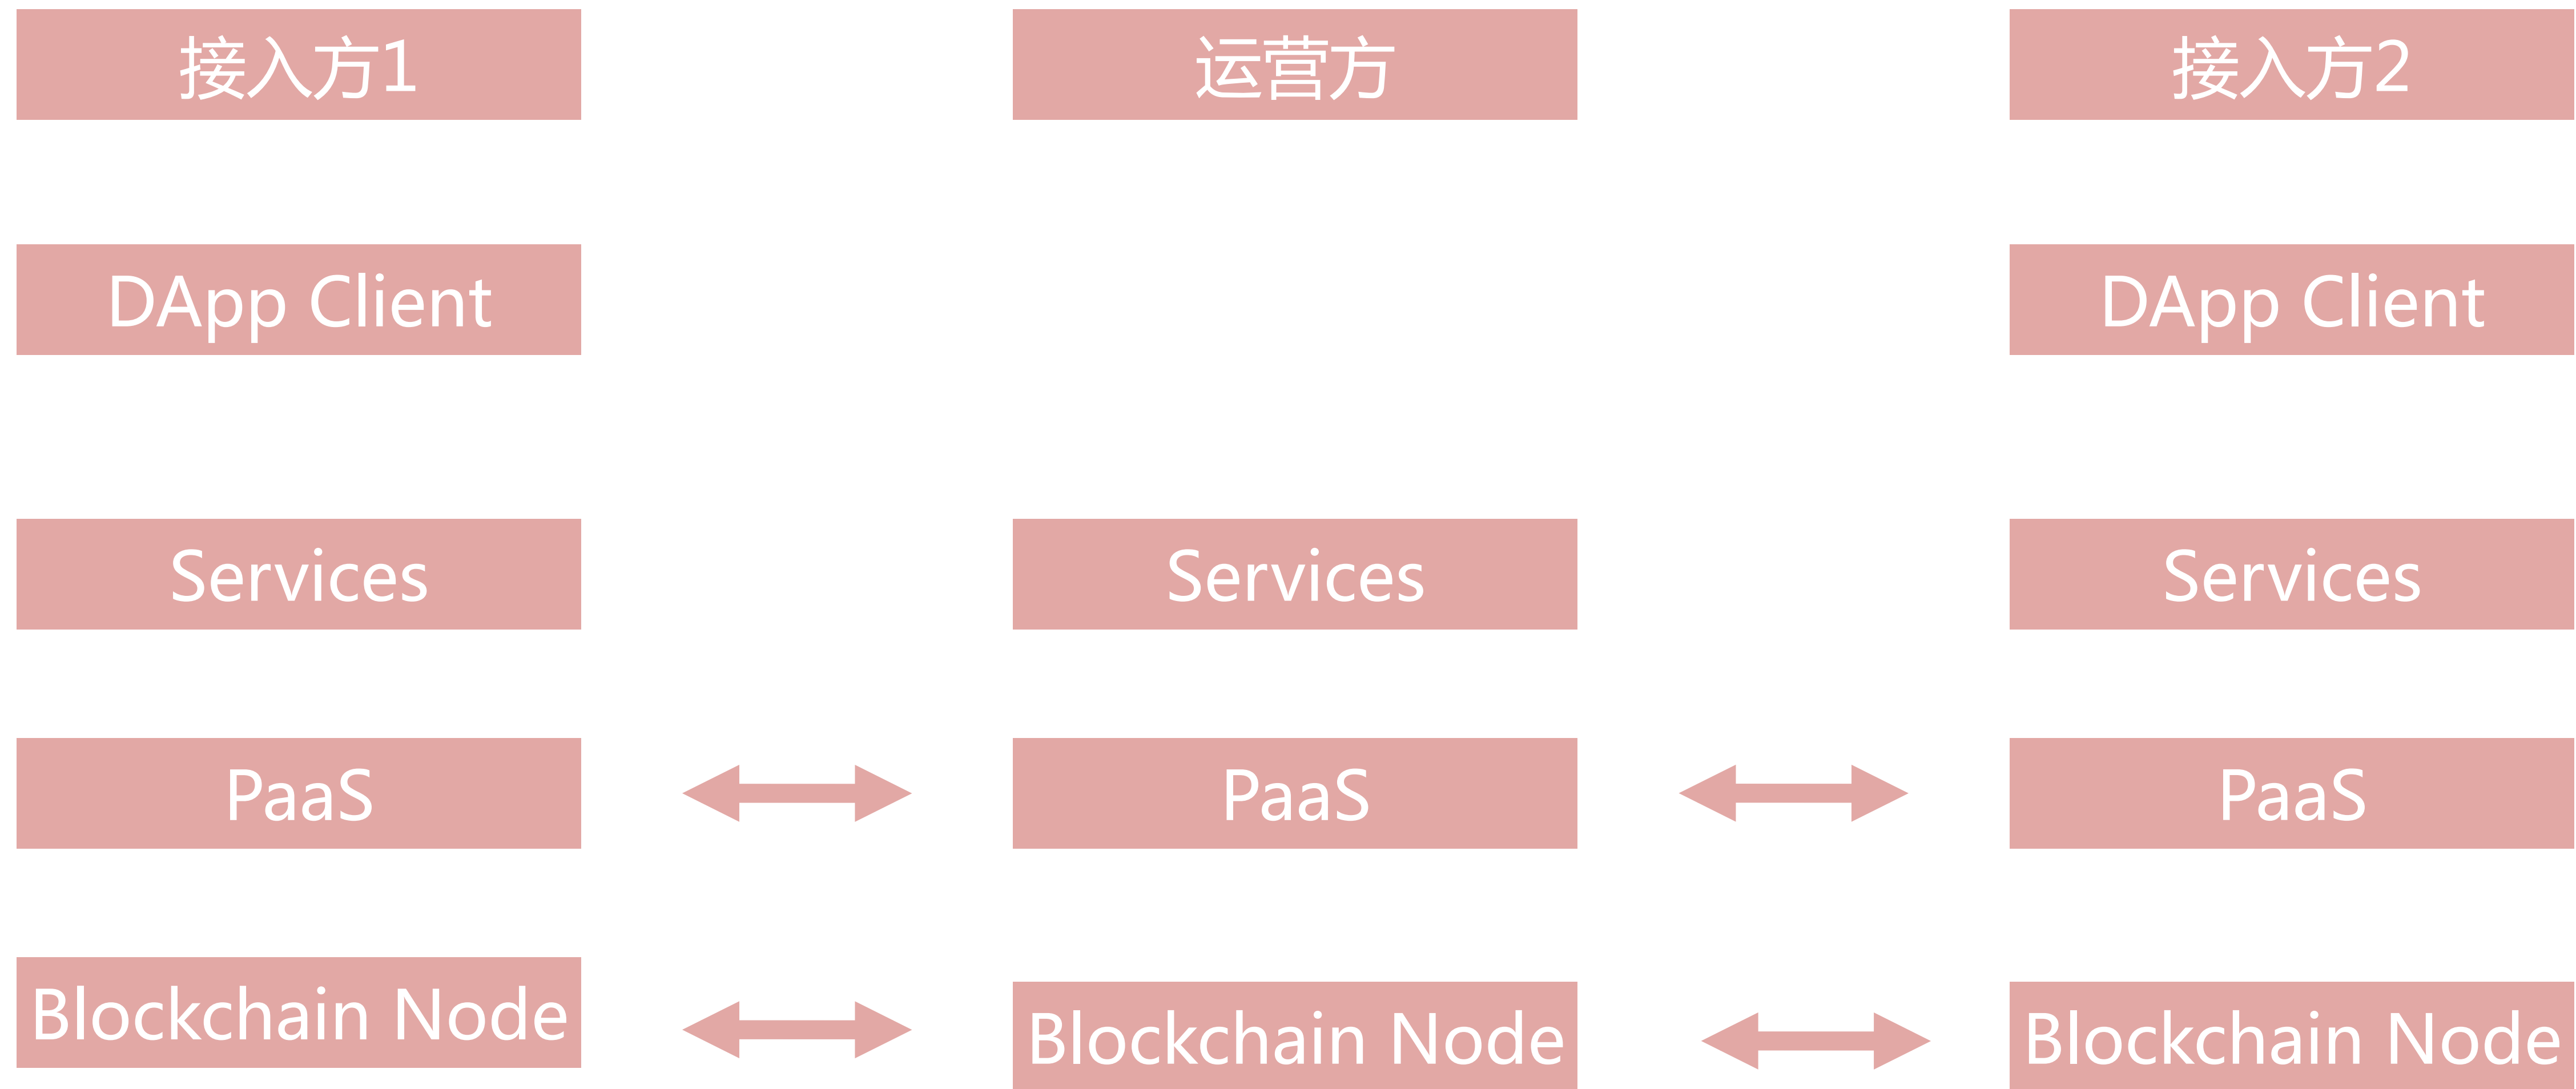 接入方1
运营方
接入方2
DApp Client
DApp Client
Services
Services
Services
PaaS
PaaS
PaaS
Blockchain Node
Blockchain Node
Blockchain Node